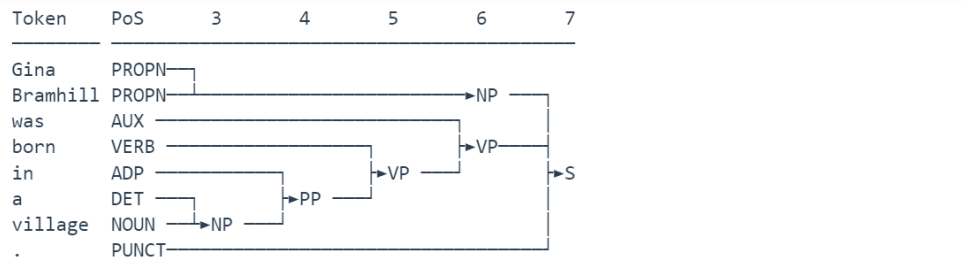 Token PoS 3 4 5 6 7
Gina PROPN
Bramhill PROPN NP
was AUX
born VERB VP
in ADP VP S
a DET PP
village NOUN NP
. PUNCT